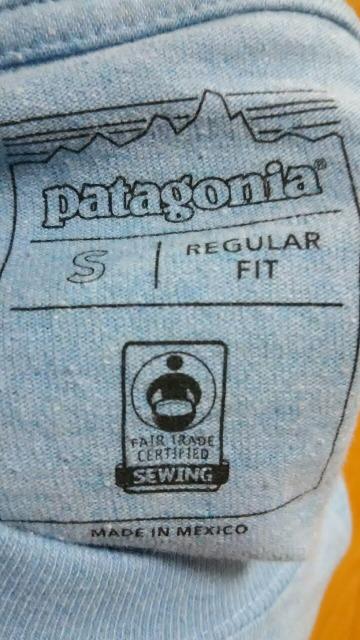 patagonia®
S | REGULAR FIT
FAIR TRADE
CERTIFIED
SEWING
MADE IN MEXICO